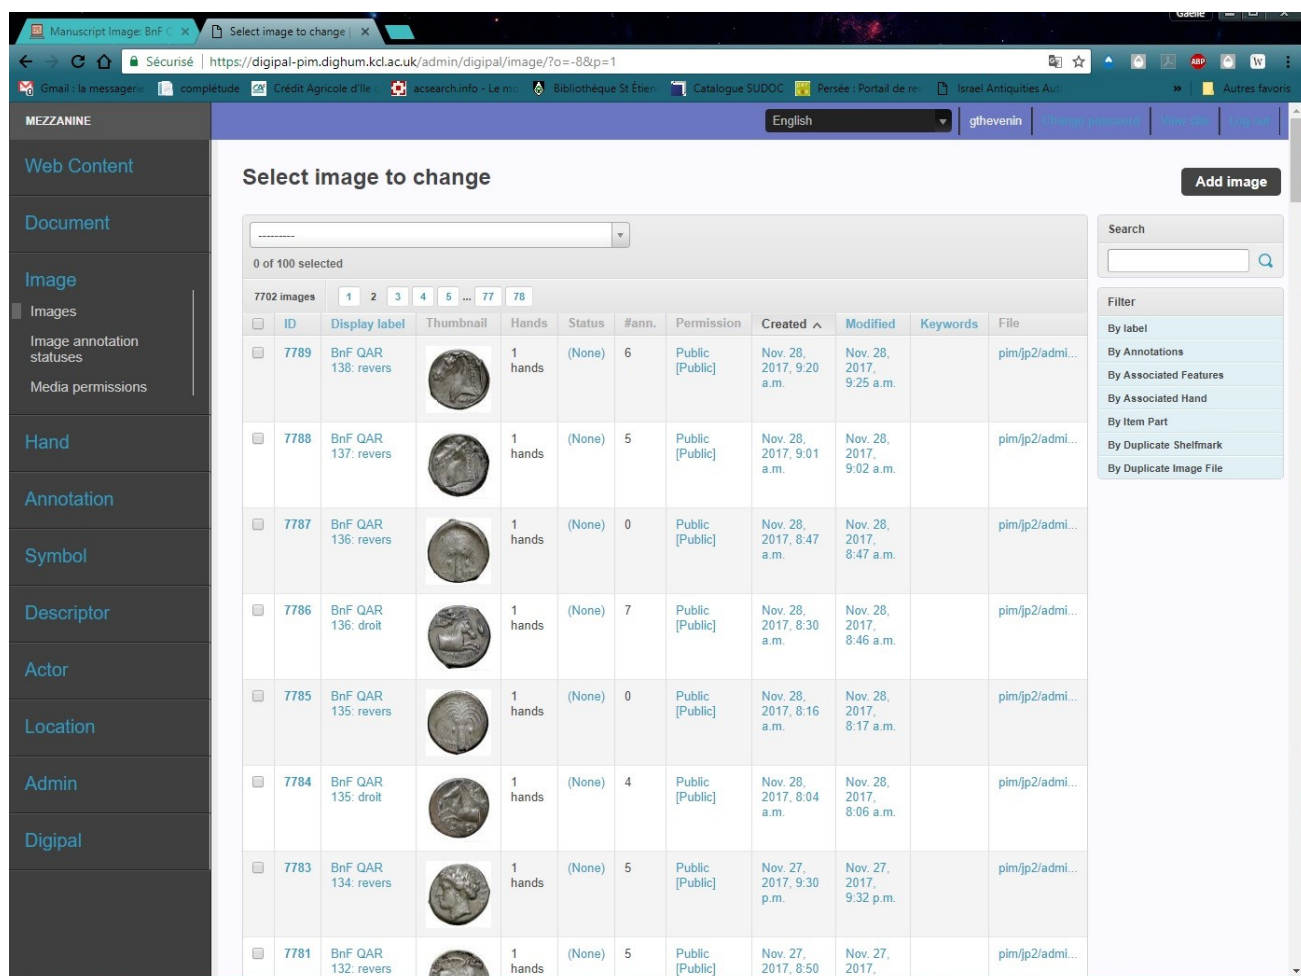 Gaelle
Manuscript Image: BnF C
Select image to change
Sécurisé
https://digipal-pim.dighum.kcl.ac.uk/admin/digipal/image/?o=-8&p=1
Gmail : la messagerie
complétude
Crédit Agricole d'Ille
acsearch.info - Le mo
Bibliothèque St Étien
Catalogue SUDOC
Persée : Portail de re
Israel Antiquities Aut
» Autres favoris
MEZZANINE
English
gthevenin
Change password
View site
Log out
Web Content
Document
Image
Images
Image annotation
statuses
Media permissions
Hand
Annotation
Symbol
Descriptor
Actor
Location
Admin
Digipal
Select image to change
Add image
---------
0 of 100 selected
7702 images 1 2 3 4 5 ... 77 78
ID Display label Thumbnail Hands Status #ann. Permission Created Modified Keywords File
7789 BnF QAR 1 (None) 6 Public Nov. 28, Nov. 28, pim/jp2/admi...
138: revers hands [Public] 2017, 9:20 2017,
a.m. 9:25 a.m.
7788 BnF QAR 1 (None) 5 Public Nov. 28, Nov. 28, pim/jp2/admi...
137: revers hands [Public] 2017, 9:01 2017,
a.m. 9:02 a.m.
7787 BnF QAR 1 (None) 0 Public Nov. 28, Nov. 28, pim/jp2/admi...
136: revers hands [Public] 2017, 8:47 2017,
a.m. 8:47 a.m.
7786 BnF QAR 1 (None) 7 Public Nov. 28, Nov. 28, pim/jp2/admi...
136: droit hands [Public] 2017, 8:30 2017,
a.m. 8:46 a.m.
7785 BnF QAR 1 (None) 0 Public Nov. 28, Nov. 28, pim/jp2/admi...
135: revers hands [Public] 2017, 8:16 2017,
a.m. 8:17 a.m.
7784 BnF QAR 1 (None) 4 Public Nov. 28, Nov. 28, pim/jp2/admi...
135: droit hands [Public] 2017, 8:04 2017,
a.m. 8:06 a.m.
7783 BnF QAR 1 (None) 5 Public Nov. 27, Nov. 27, pim/jp2/admi...
134: revers hands [Public] 2017, 9:30 2017,
p.m. 9:32 p.m.
7781 BnF QAR 1 (None) 5 Public Nov. 27, Nov. 27, pim/jp2/admi...
132: revers hands [Public] 2017, 8:50 2017,
Search
Filter
By label
By Annotations
By Associated Features
By Associated Hand
By Item Part
By Duplicate Shelfmark
By Duplicate Image File